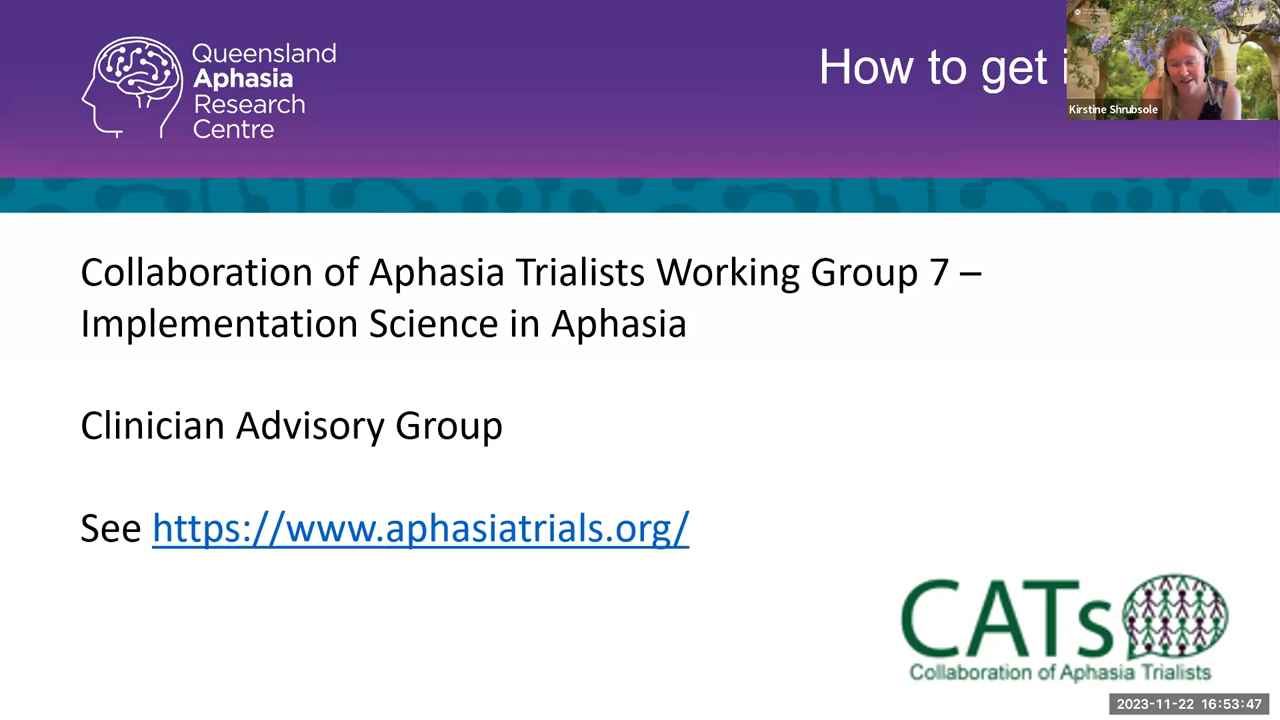 Queensland
Aphasia
Research
Centre
How to get
Kirstine Shrubsole
Collaboration of Aphasia Trialists Working Group 7 –
Implementation Science in Aphasia
Clinician Advisory Group
See https://www.aphasiatrials.org/
CATs
Collaboration of Aphasia Trialists
2023-11-22 16:53:47